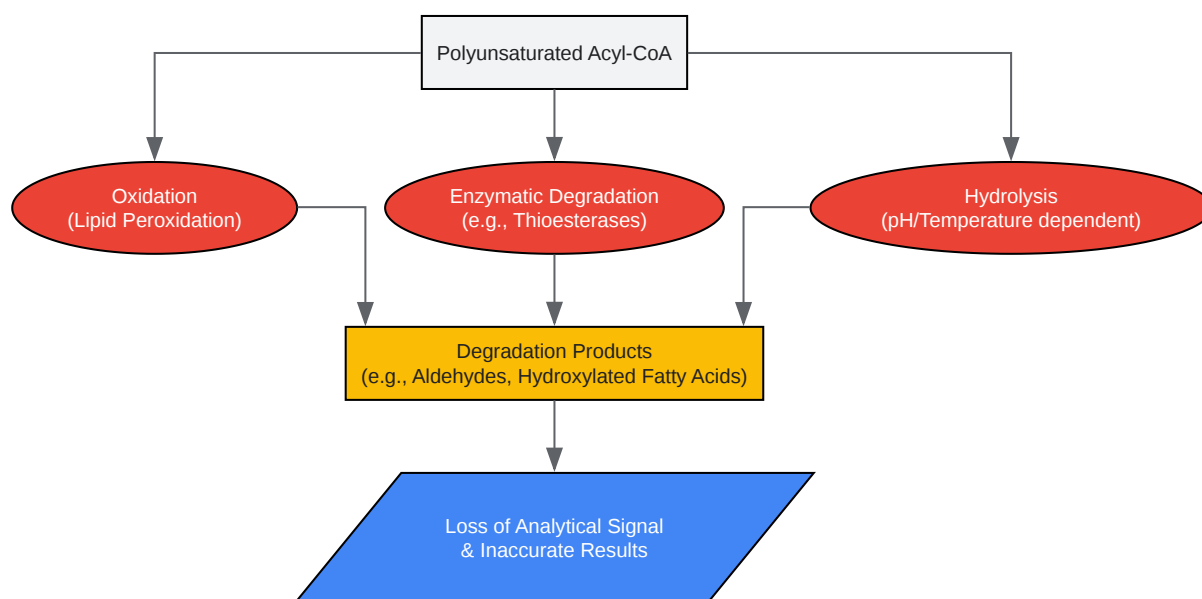 Polyunsaturated Acyl-CoA
Oxidation
(Lipid Peroxidation)
Enzymatic Degradation
(e.g., Thioesterases)
Hydrolysis
(pH/Temperature dependent)
Degradation Products
(e.g., Aldehydes, Hydroxylated Fatty Acids)
Loss of Analytical Signal
& Inaccurate Results